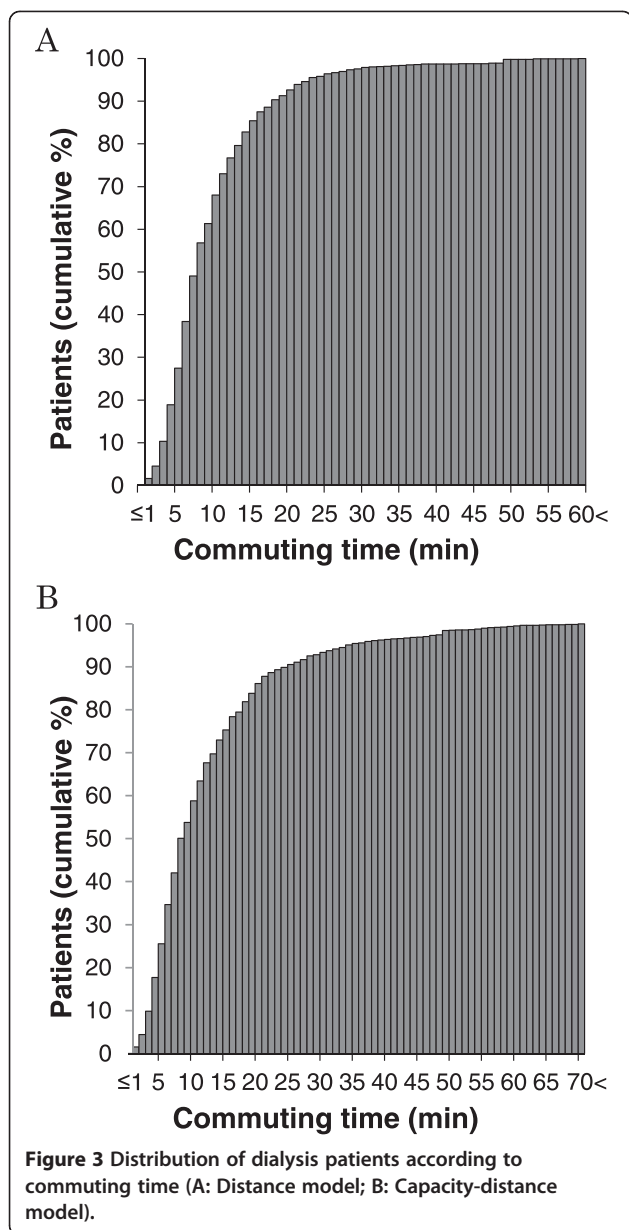 A
100
90
80
70
60
50
40
30
20
10
0
Patients (cumulative %)
≤1 5 10 15 20 25 30 35 40 45 50 55 60<
Commuting time (min)
B
100
90
80
70
60
50
40
30
20
10
0
Patients (cumulative %)
≤1 5 10 15 20 25 30 35 40 45 50 55 60 65 70<
Commuting time (min)
Figure 3 Distribution of dialysis patients according to
commuting time (A: Distance model; B: Capacity-distance
model).